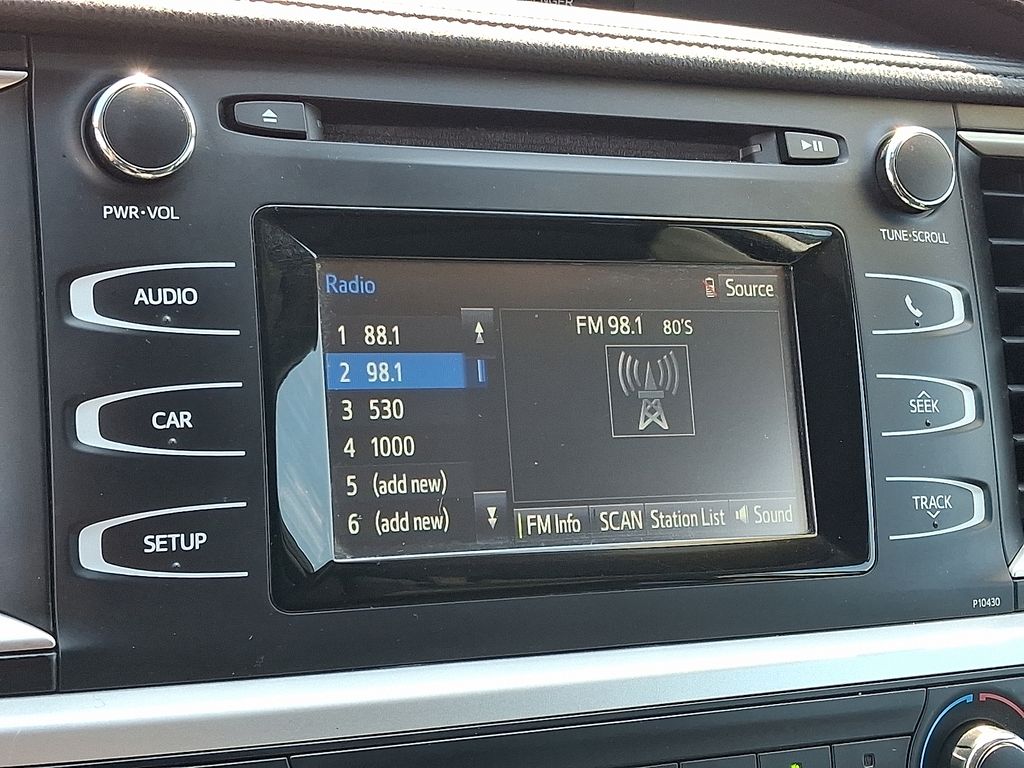 PWR•VOL
TUNE•SCROLL
AUDIO
CAR
SETUP
Radio
Source
1 88.1
2 98.1
3 530
4 1000
5 (add new)
6 (add new)
FM 98.1 80'S
FM Info SCAN Station List Sound
SEEK
TRACK
P10430